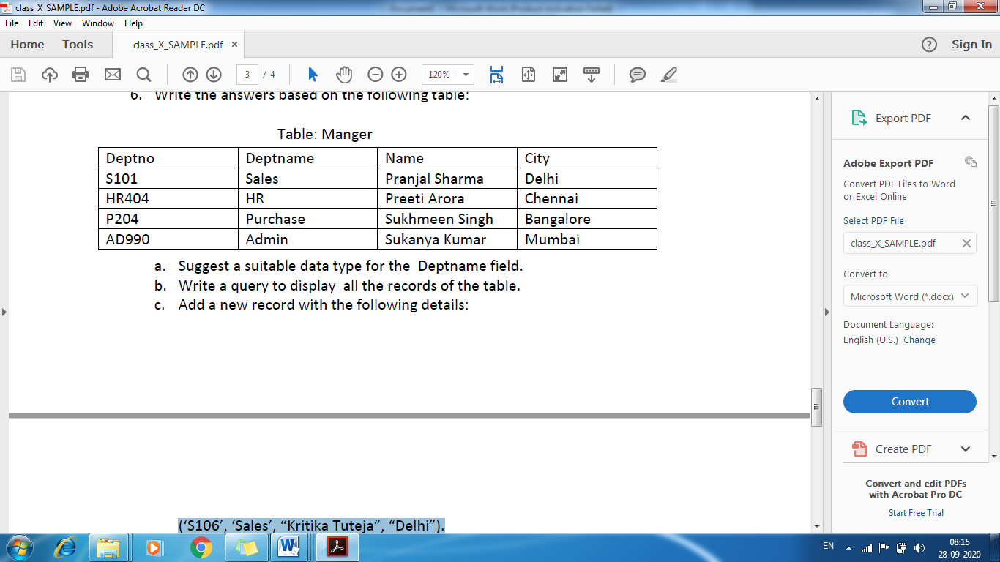 class_X_SAMPLE.pdf - Adobe Acrobat Reader DC
File Edit View Window Help
Home Tools class_X_SAMPLE.pdf × ? Sign In
3 / 4 120%
6. Write the answers based on the following table:
Table: Manger
Deptno Deptname Name City
S101 Sales Pranjal Sharma Delhi
HR404 HR Preeti Arora Chennai
P204 Purchase Sukhmeen Singh Bangalore
AD990 Admin Sukanya Kumar Mumbai
a. Suggest a suitable data type for the Deptname field.
b. Write a query to display all the records of the table.
c. Add a new record with the following details:
(‘S106’, ‘Sales’, “Kritika Tuteja”, “Delhi”).
Export PDF
Adobe Export PDF
Convert PDF Files to Word
or Excel Online
Select PDF File
class_X_SAMPLE.pdf
Convert to
Microsoft Word (*.docx)
Document Language:
English (U.S.) Change
Convert
Create PDF
Convert and edit PDFs
with Acrobat Pro DC
Start Free Trial
EN 08:15
28-09-2020